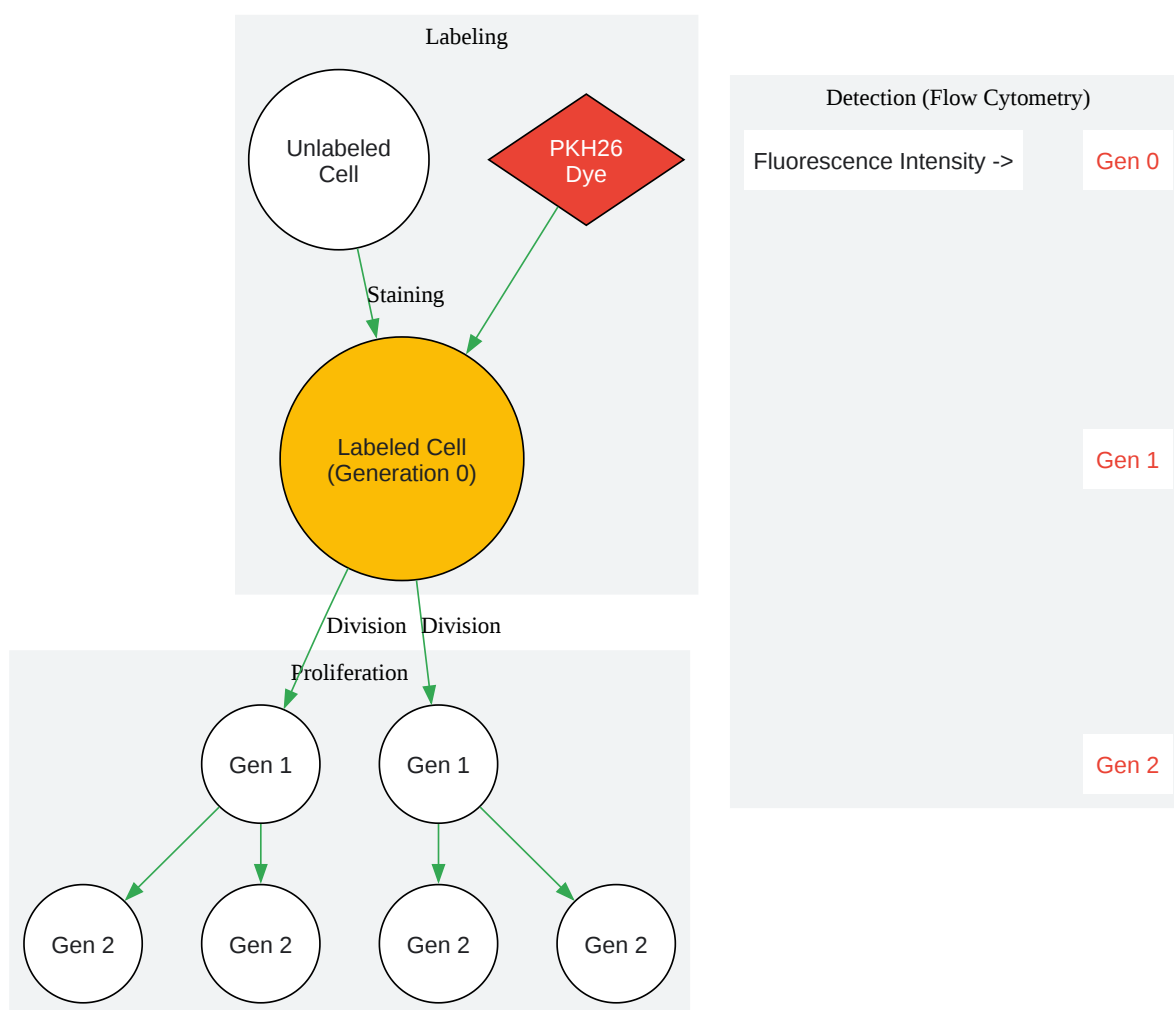 Labeling
Unlabeled
Cell
PKH26
Dye
Staining
Labeled Cell
(Generation 0)
Division
Division
Proliferation
Gen 1
Gen 1
Gen 2
Gen 2
Gen 2
Gen 2
Detection (Flow Cytometry)
Fluorescence Intensity ->
Gen 0
Gen 1
Gen 2